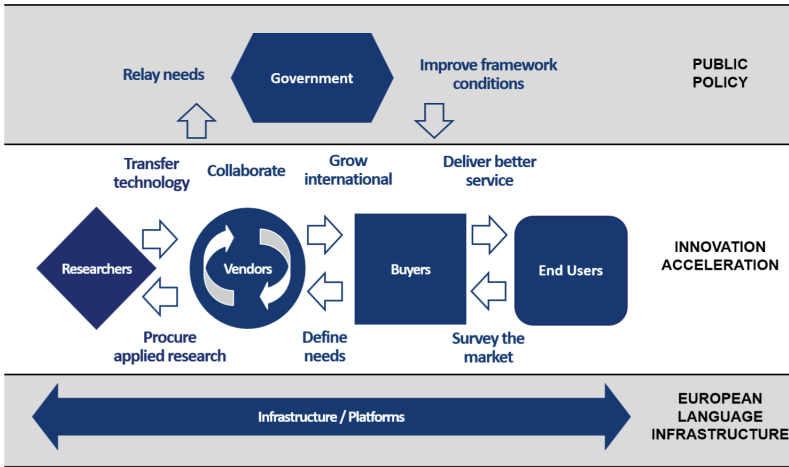 Relay needs
Government
Improve framework
conditions
PUBLIC
POLICY
Transfer
technology
Collaborate
Grow
international
Deliver better
service
Researchers
Vendors
Buyers
End Users
INNOVATION
ACCELERATION
Procure
applied research
Define
needs
Survey the
market
Infrastructure / Platforms
EUROPEAN
LANGUAGE
INFRASTRUCTURE